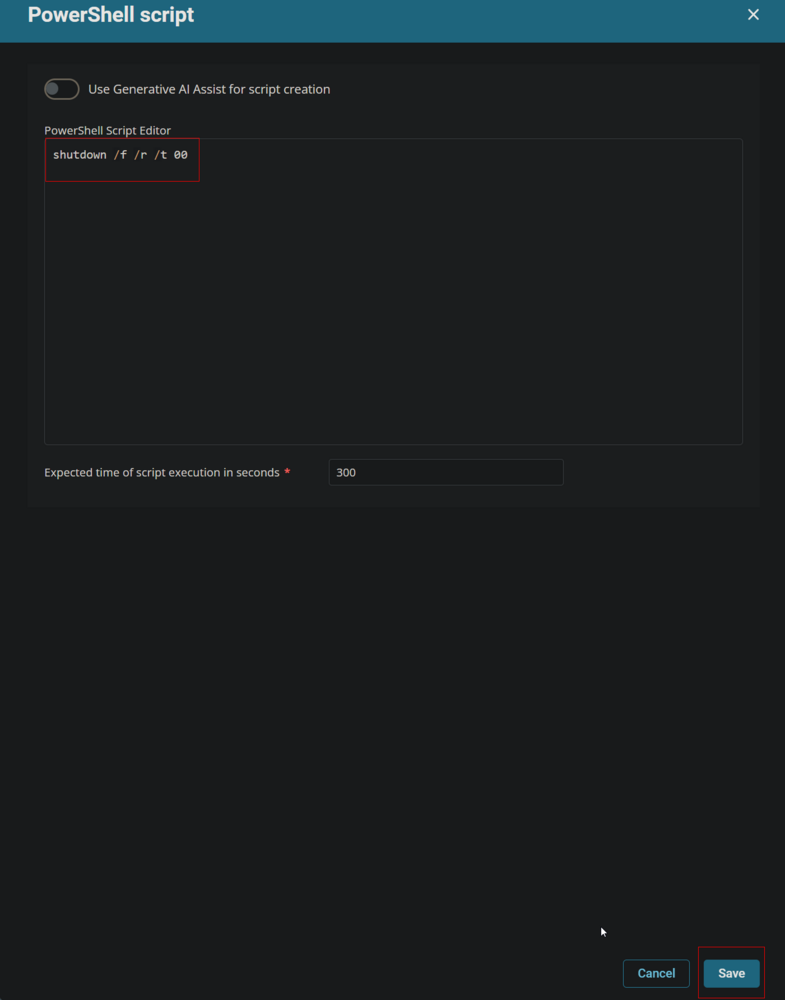 PowerShell script
Use Generative AI Assist for script creation
PowerShell Script Editor
shutdown /f /r /t 00
Expected time of script execution in seconds *
300
Cancel
Save